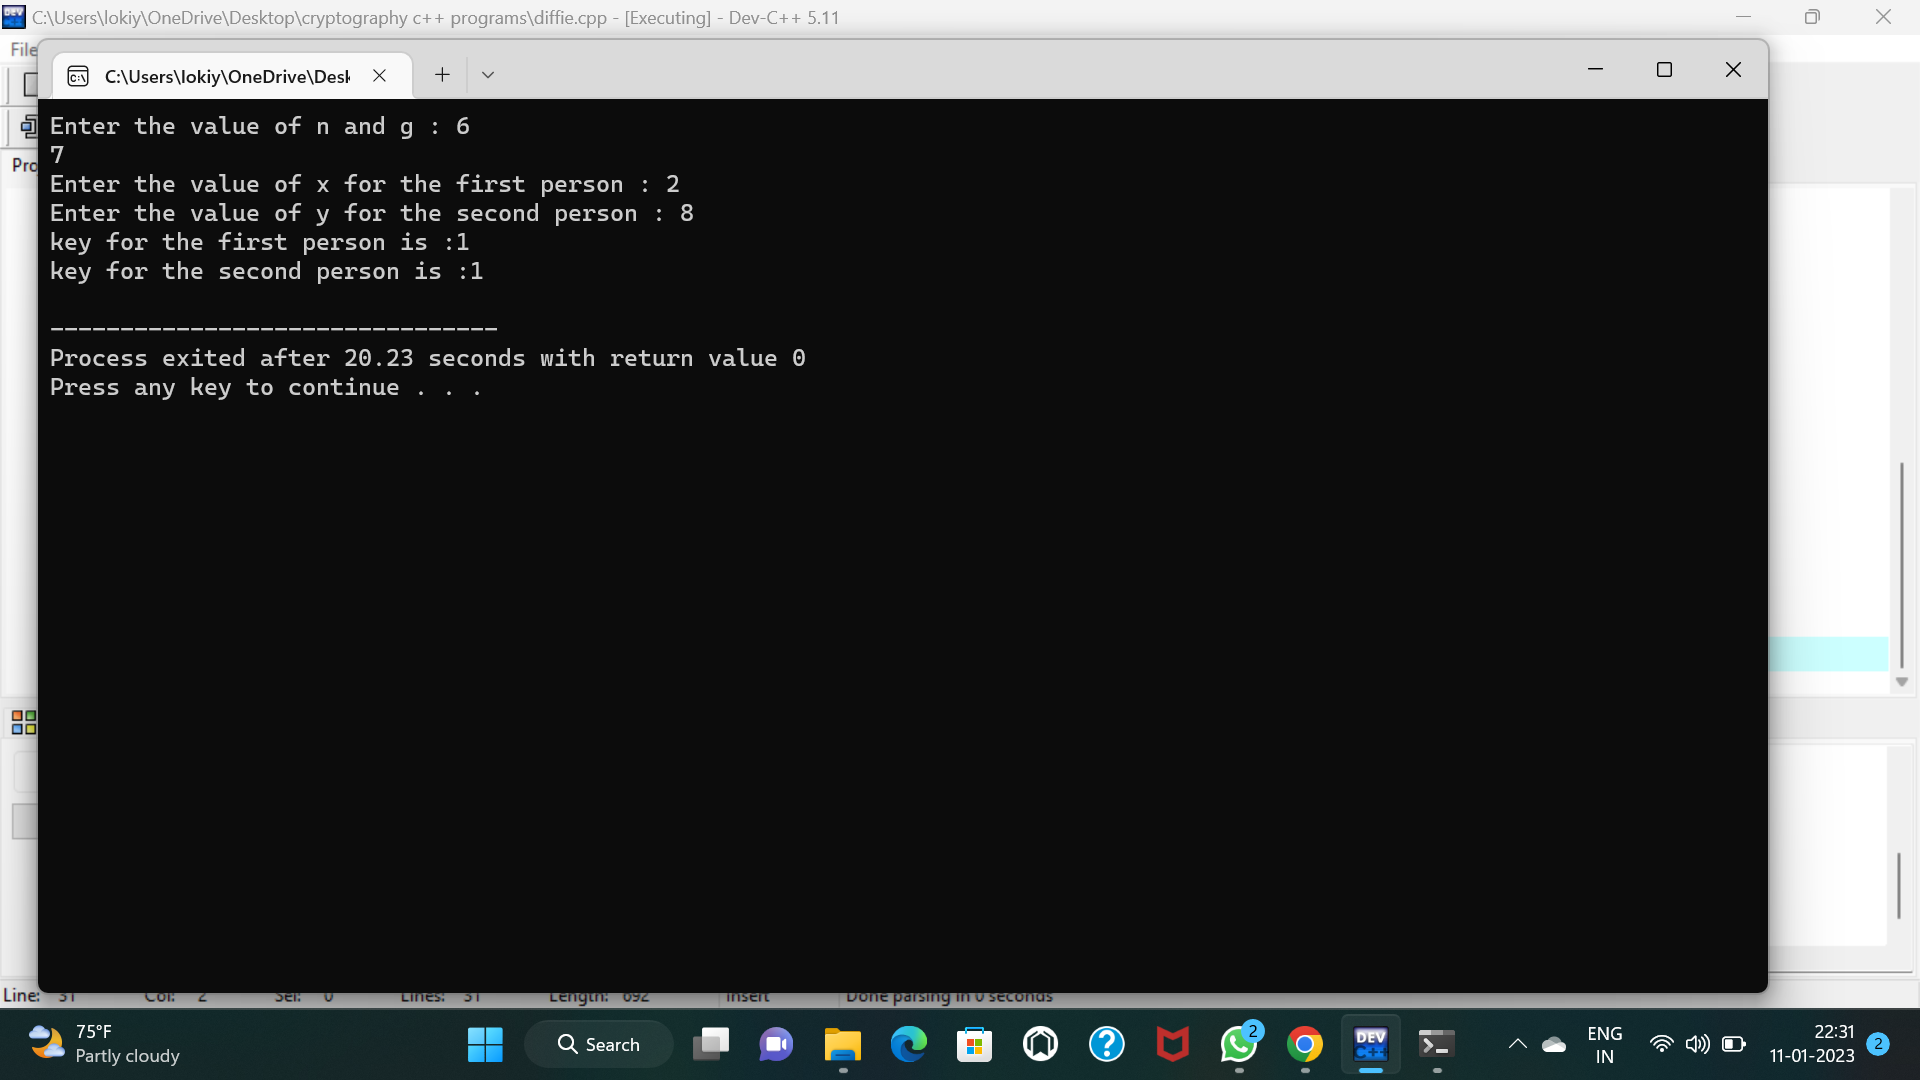 C:\Users\lokiy\OneDrive\Desktop\cryptography c++ programs\diffie.cpp - [Executing] - Dev-C++ 5.11
File
C:\Users\lokiy\OneDrive\Desk
Enter the value of n and g : 6
7
Enter the value of x for the first person : 2
Enter the value of y for the second person : 8
key for the first person is :1
key for the second person is :1
--------------------------------
Process exited after 20.23 seconds with return value 0
Press any key to continue . . .
Pro
Line: 31 Col: 2 Sel: 0 Lines: 31 Length: 692 Insert Done parsing in 0 seconds
75°F
Partly cloudy
Search
2
DEV
C++
ENG
IN
22:31
11-01-2023
2